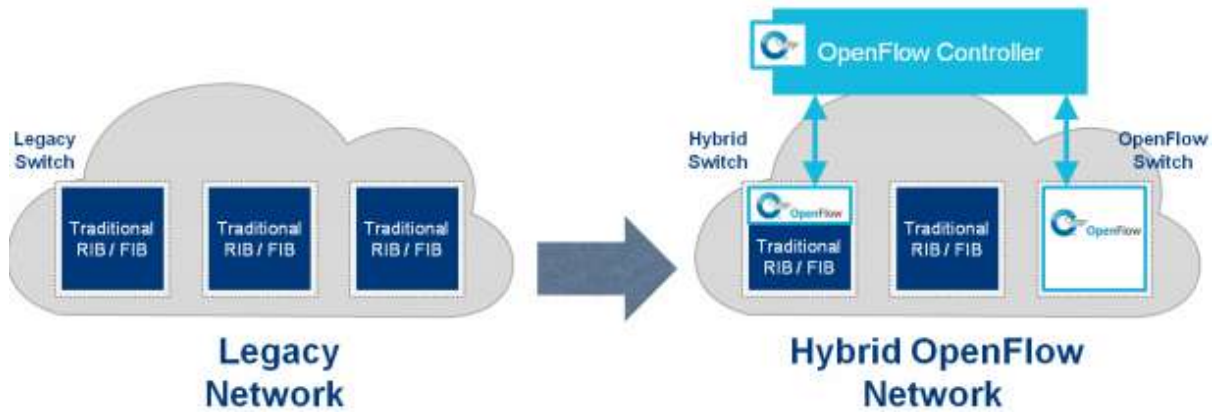 Legacy
Switch
Traditional
RIB / FIB
Traditional
RIB / FIB
Traditional
RIB / FIB
Legacy
Network
OpenFlow Controller
Hybrid
Switch
OpenFlow
Switch
OpenFlow
Traditional
RIB / FIB
Traditional
RIB / FIB
OpenFlow
Hybrid OpenFlow
Network